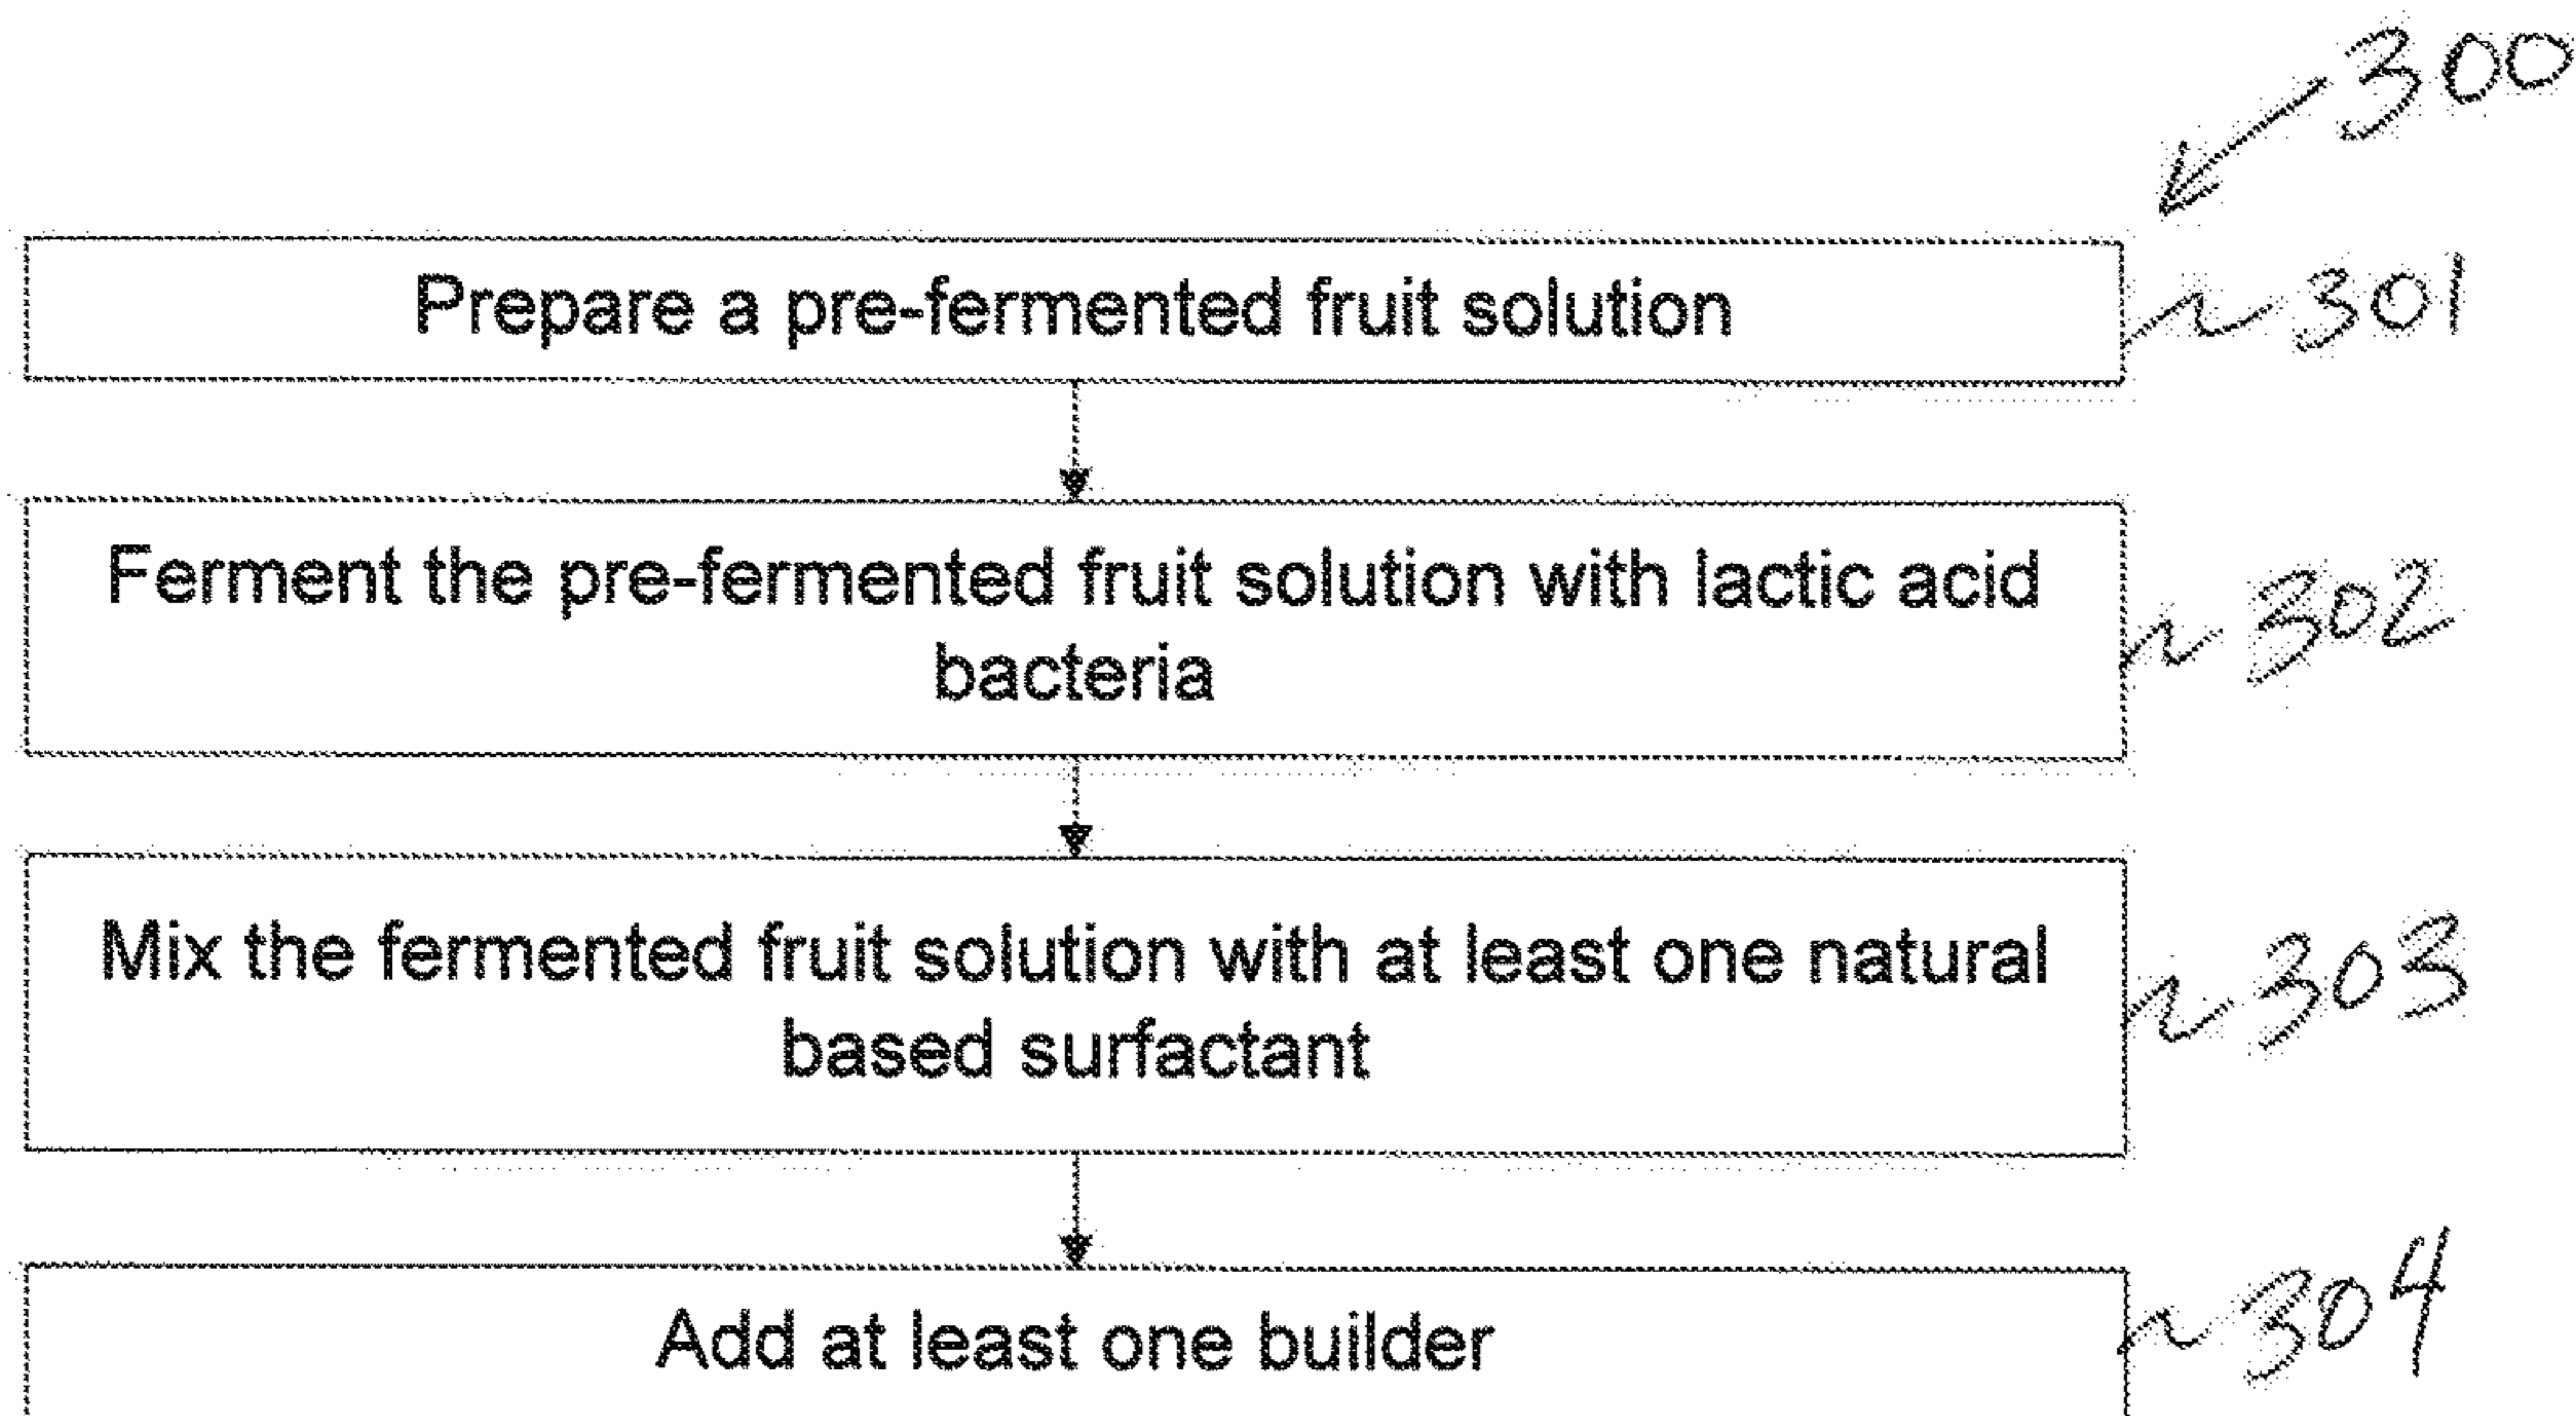 300
Prepare a pre-fermented fruit solution
301
Ferment the pre-fermented fruit solution with lactic acid
bacteria
302
Mix the fermented fruit solution with at least one natural
based surfactant
303
Add at least one builder
304